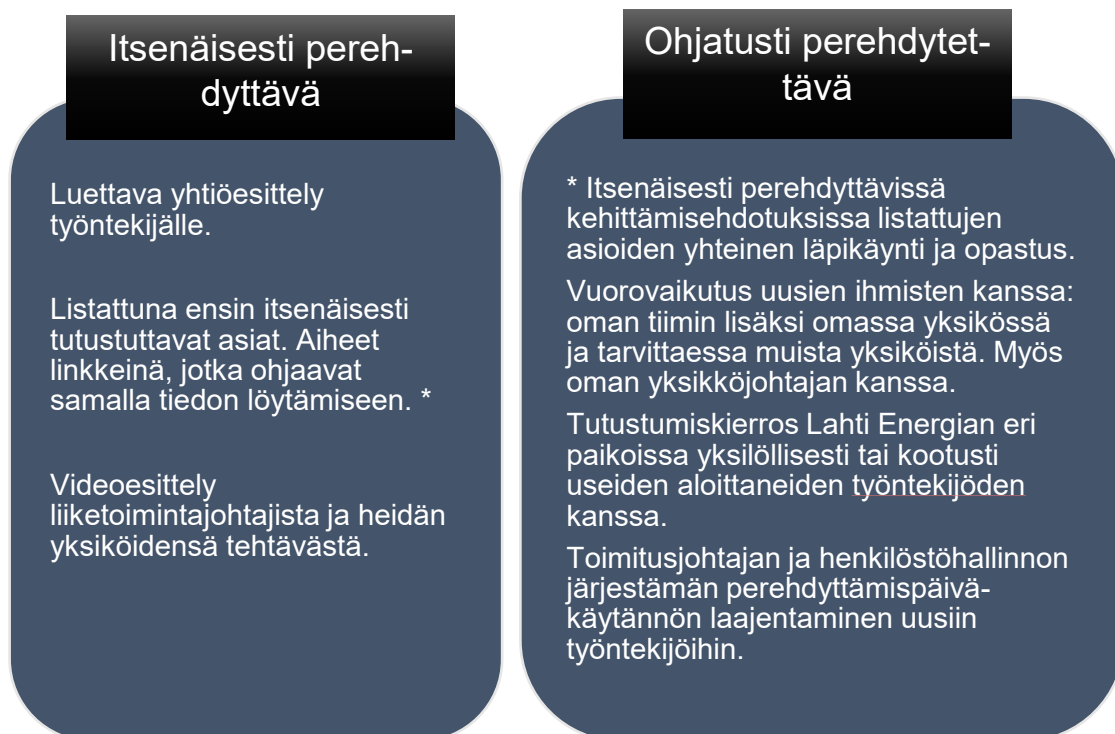 Itsenäisesti pereh-
dyttävä
Luettava yhtiöesittely
työntekijälle.
Listattuna ensin itsenäisesti
tutustuttavat asiat. Aiheet
linkkeinä, jotka ohjaavat
samalla tiedon löytämiseen. *
Videoesittely
liiketoimintajohtajista ja heidän
yksiköidensä tehtävästä.
Ohjatusti perehdytet-
tävä
* Itsenäisesti perehdyttävissä
kehittämisehdotuksissa listattujen
asioiden yhteinen läpikäynti ja opastus.
Vuorovaikutus uusien ihmisten kanssa:
oman tiimin lisäksi omassa yksikössä
ja tarvittaessa muista yksiköistä. Myös
oman yksikköjohtajan kanssa.
Tutustumiskierros Lahti Energian eri
paikoissa yksilöllisesti tai kootusti
useiden aloittaneiden työntekijöden
kanssa.
Toimitusjohtajan ja henkilöstöhallinnon
järjestämän perehdyttämispäivä-
käytännön laajentaminen uusiin
työntekijöihin.